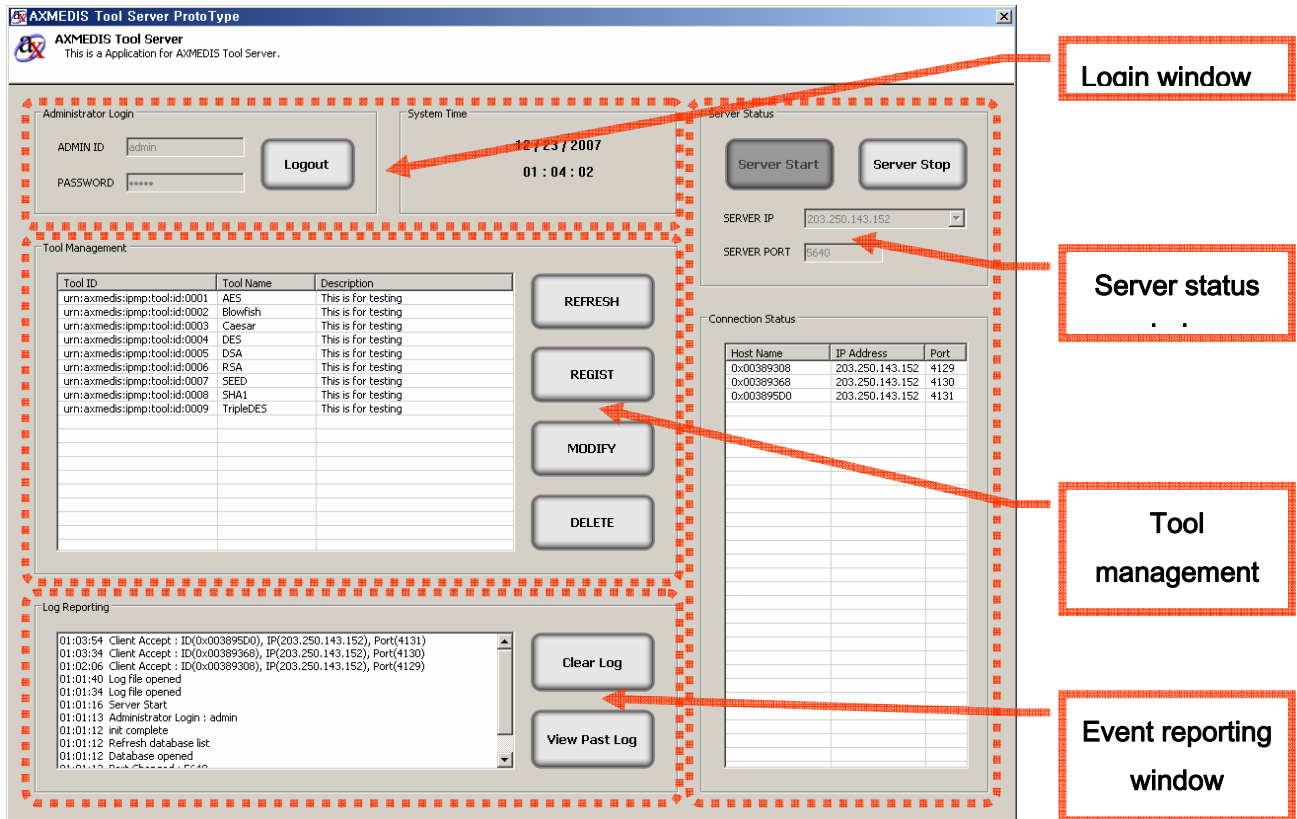 AXMEDIS Tool Server ProtoType
AXMEDIS Tool Server
This is a Application for AXMEDIS Tool Server.
Administrator Login
ADMIN ID admin
PASSWORD •••••
Logout
System Time
12 / 23 / 2007
01 : 04 : 02
Server Status
Server Start
Server Stop
SERVER IP 203.250.143.152
SERVER PORT 5640
Login window
Tool Management
Tool ID Tool Name Description
urn:axmedis:ipmp:tool:id:0001 AES This is for testing
urn:axmedis:ipmp:tool:id:0002 Blowfish This is for testing
urn:axmedis:ipmp:tool:id:0003 Caesar This is for testing
urn:axmedis:ipmp:tool:id:0004 DES This is for testing
urn:axmedis:ipmp:tool:id:0005 DSA This is for testing
urn:axmedis:ipmp:tool:id:0006 RSA This is for testing
urn:axmedis:ipmp:tool:id:0007 SEED This is for testing
urn:axmedis:ipmp:tool:id:0008 SHA1 This is for testing
urn:axmedis:ipmp:tool:id:0009 TripleDES This is for testing
REFRESH
REGIST
MODIFY
DELETE
Connection Status
Host Name IP Address Port
0x00389308 203.250.143.152 4129
0x00389368 203.250.143.152 4130
0x003895D0 203.250.143.152 4131
Server status
Tool
management
Log Reporting
01:03:54 Client Accept : ID(0x003895D0), IP(203.250.143.152), Port(4131)
01:03:34 Client Accept : ID(0x00389368), IP(203.250.143.152), Port(4130)
01:02:06 Client Accept : ID(0x00389308), IP(203.250.143.152), Port(4129)
01:01:40 Log file opened
01:01:34 Log file opened
01:01:16 Server Start
01:01:13 Administrator Login : admin
01:01:12 init complete
01:01:12 Refresh database list
01:01:12 Database opened
01:01:12 Port Changed : 5640
Clear Log
View Past Log
Event reporting
window